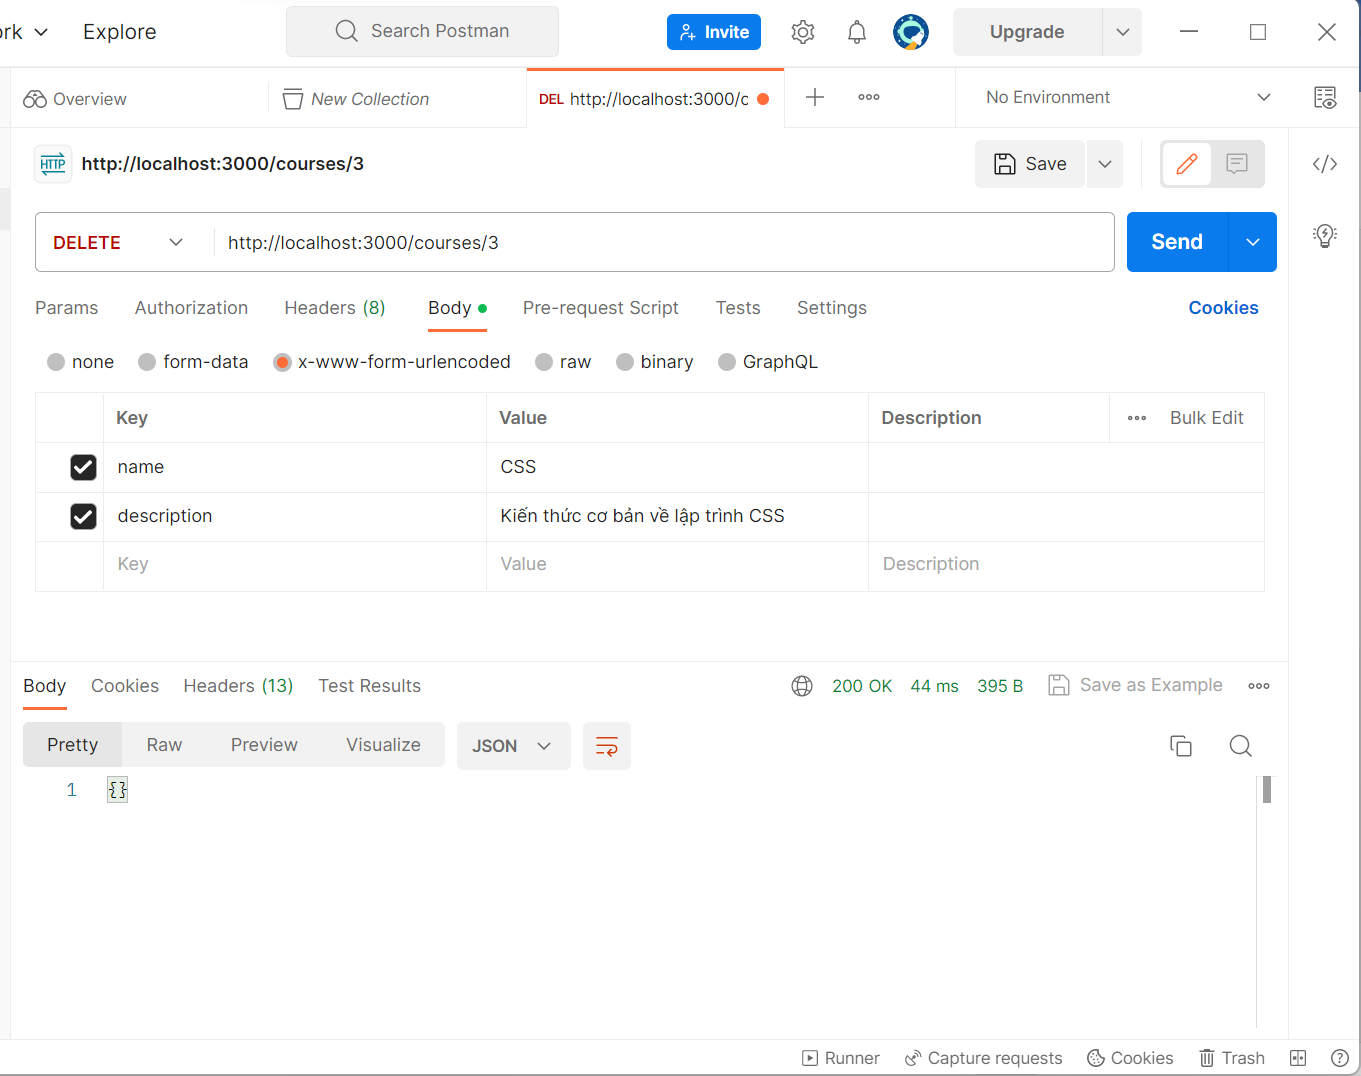 rk Explore Search Postman Invite Upgrade
Overview New Collection DEL http://localhost:3000/c No Environment
HTTP http://localhost:3000/courses/3 Save
DELETE http://localhost:3000/courses/3 Send
Params Authorization Headers (8) Body Pre-request Script Tests Settings Cookies
none form-data x-www-form-urlencoded raw binary GraphQL
Key Value Description Bulk Edit
name CSS
description Kiến thức cơ bản về lập trình CSS
Key Value Description
Body Cookies Headers (13) Test Results 200 OK 44 ms 395 B Save as Example
Pretty Raw Preview Visualize JSON
1 {}
Runner Capture requests Cookies Trash